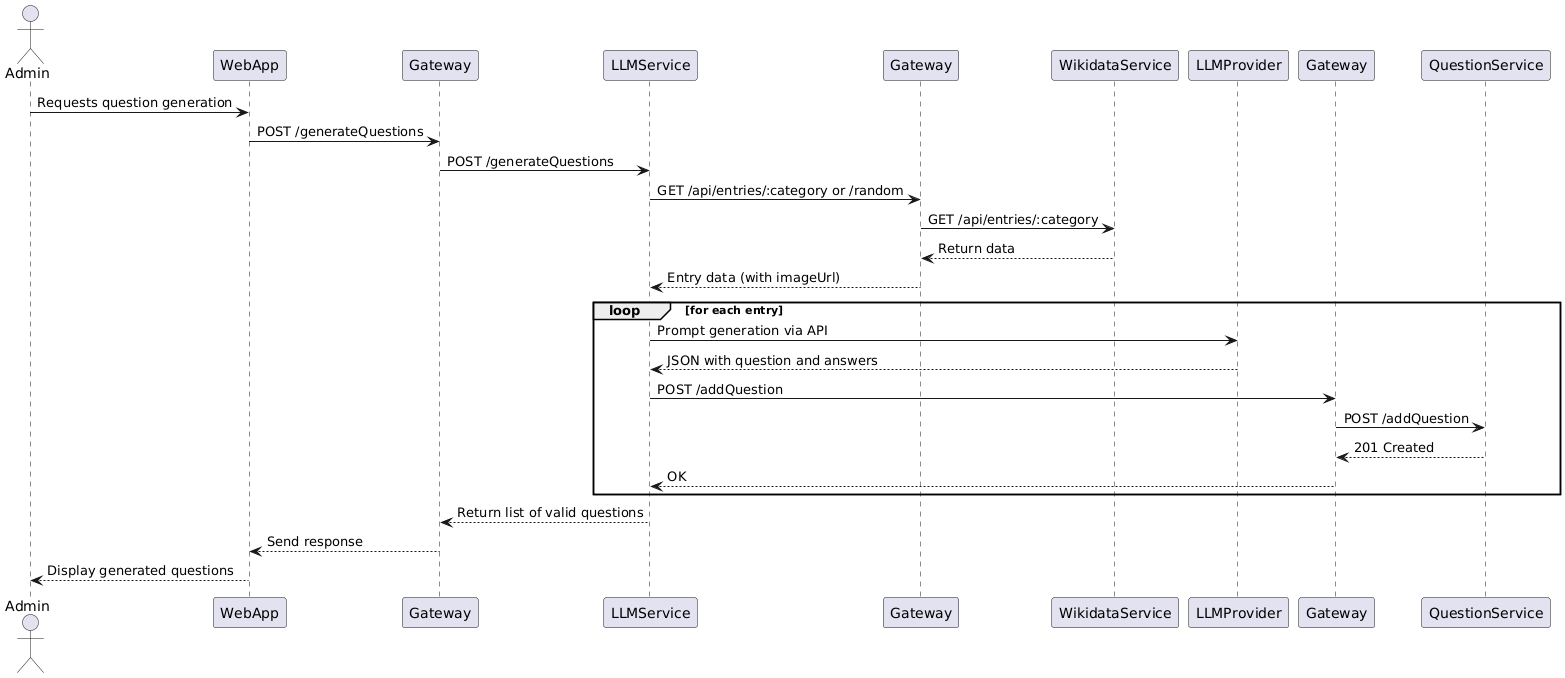 Admin
WebApp
Gateway
LLMService
Gateway
WikidataService
LLMProvider
Gateway
QuestionService
Requests question generation
POST /generateQuestions
POST /generateQuestions
GET /api/entries/:category or /random
GET /api/entries/:category
Return data
Entry data (with imageUrl)
loop
[for each entry]
Prompt generation via API
JSON with question and answers
POST /addQuestion
POST /addQuestion
201 Created
OK
Return list of valid questions
Send response
Display generated questions
Admin
WebApp
Gateway
LLMService
Gateway
WikidataService
LLMProvider
Gateway
QuestionService